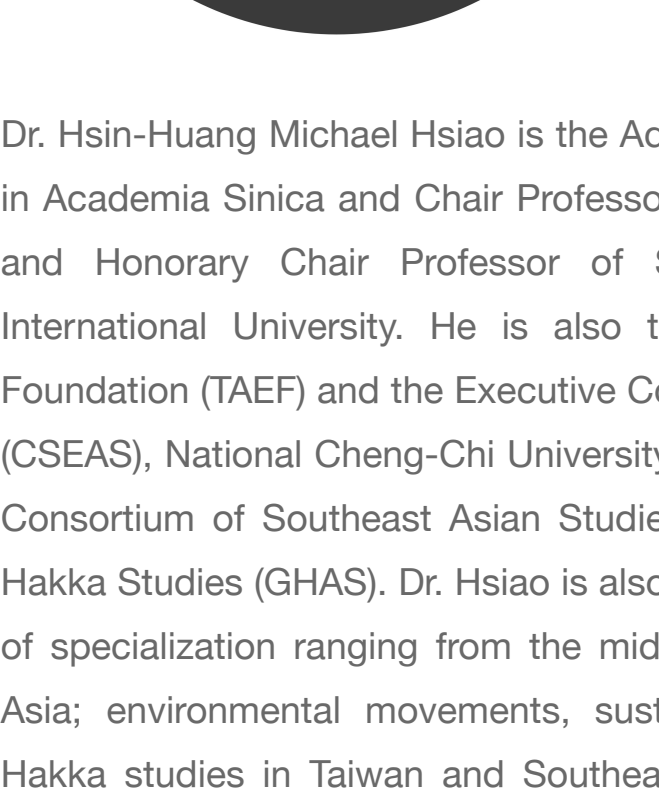 Dr. Hsin-Huang Michael Hsiao is the
in Academia Sinica and Chair
and Honorary Chair Professor of
International University. He is also
Foundation (TAEF) and the Executive
(CSEAS), National Cheng-Chi University
Consortium of Southeast Asian
Hakka Studies (GHAS). Dr. Hsiao is also
of specialization ranging from the
Asia; environmental movements,
Hakka studies in Taiwan and